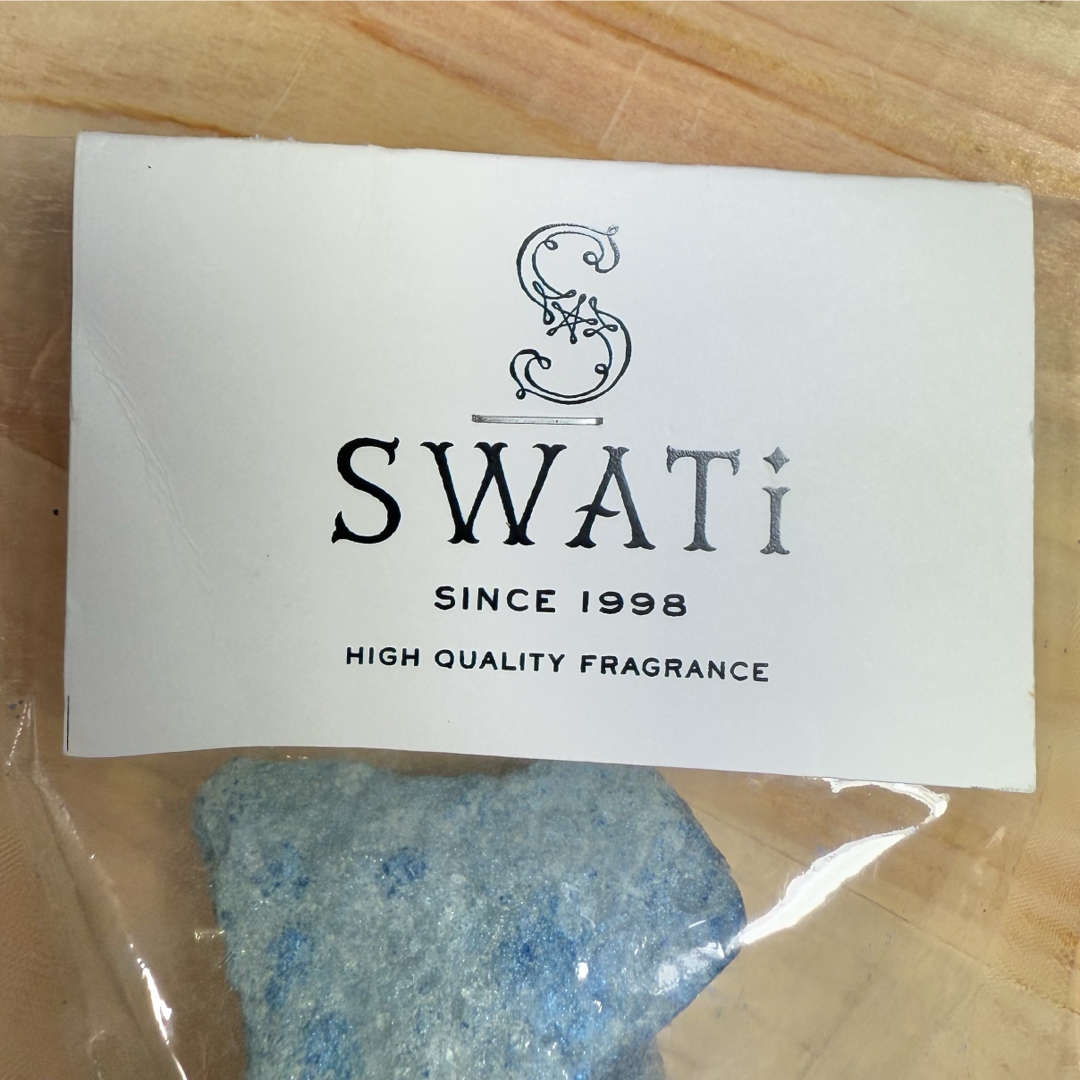 S
SWATi
SINCE 1998
HIGH QUALITY FRAGRANCE